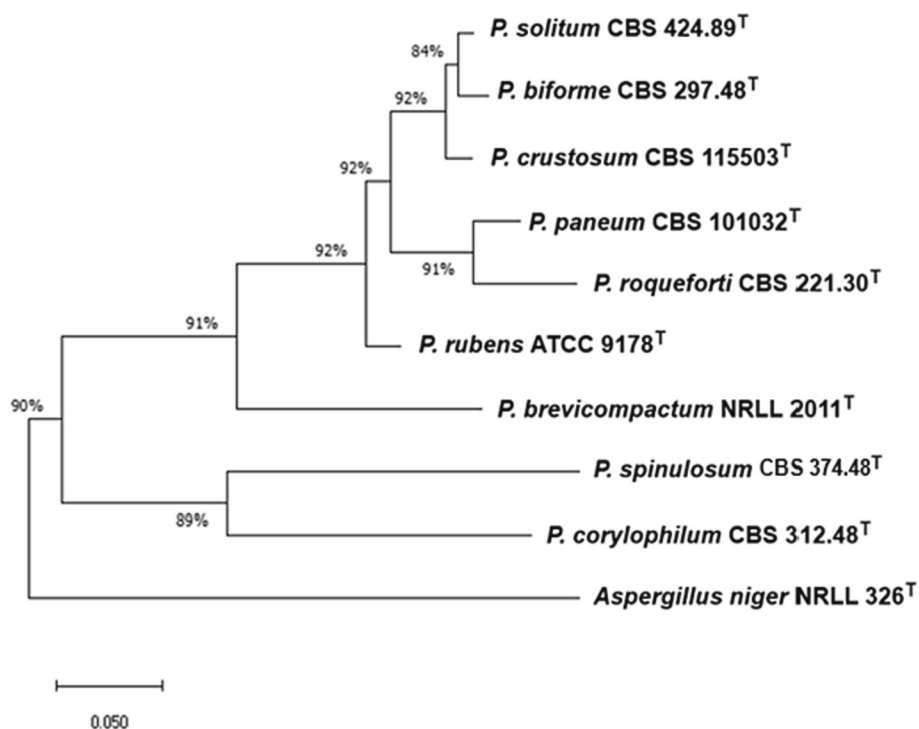 P. solitum CBS 424.89ᵀ
84%
P. biforme CBS 297.48ᵀ
92%
P. crustosum CBS 115503ᵀ
92%
P. paneum CBS 101032ᵀ
92%
91%
P. roqueforti CBS 221.30ᵀ
91%
P. rubens ATCC 9178ᵀ
90%
P. brevicompactum NRLL 2011ᵀ
P. spinulosum CBS 374.48ᵀ
89%
P. corylophilum CBS 312.48ᵀ
Aspergillus niger NRLL 326ᵀ
0.050